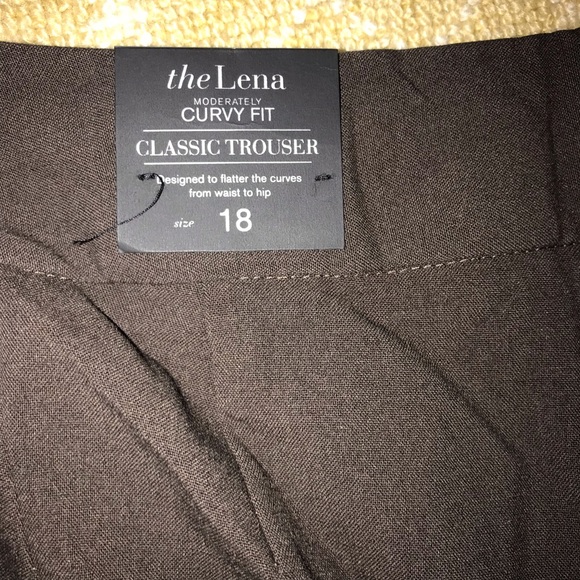 the Lena
MODERATELY
CURVY FIT
CLASSIC TROUSER
Designed to flatter the curves
from waist to hip
size 18